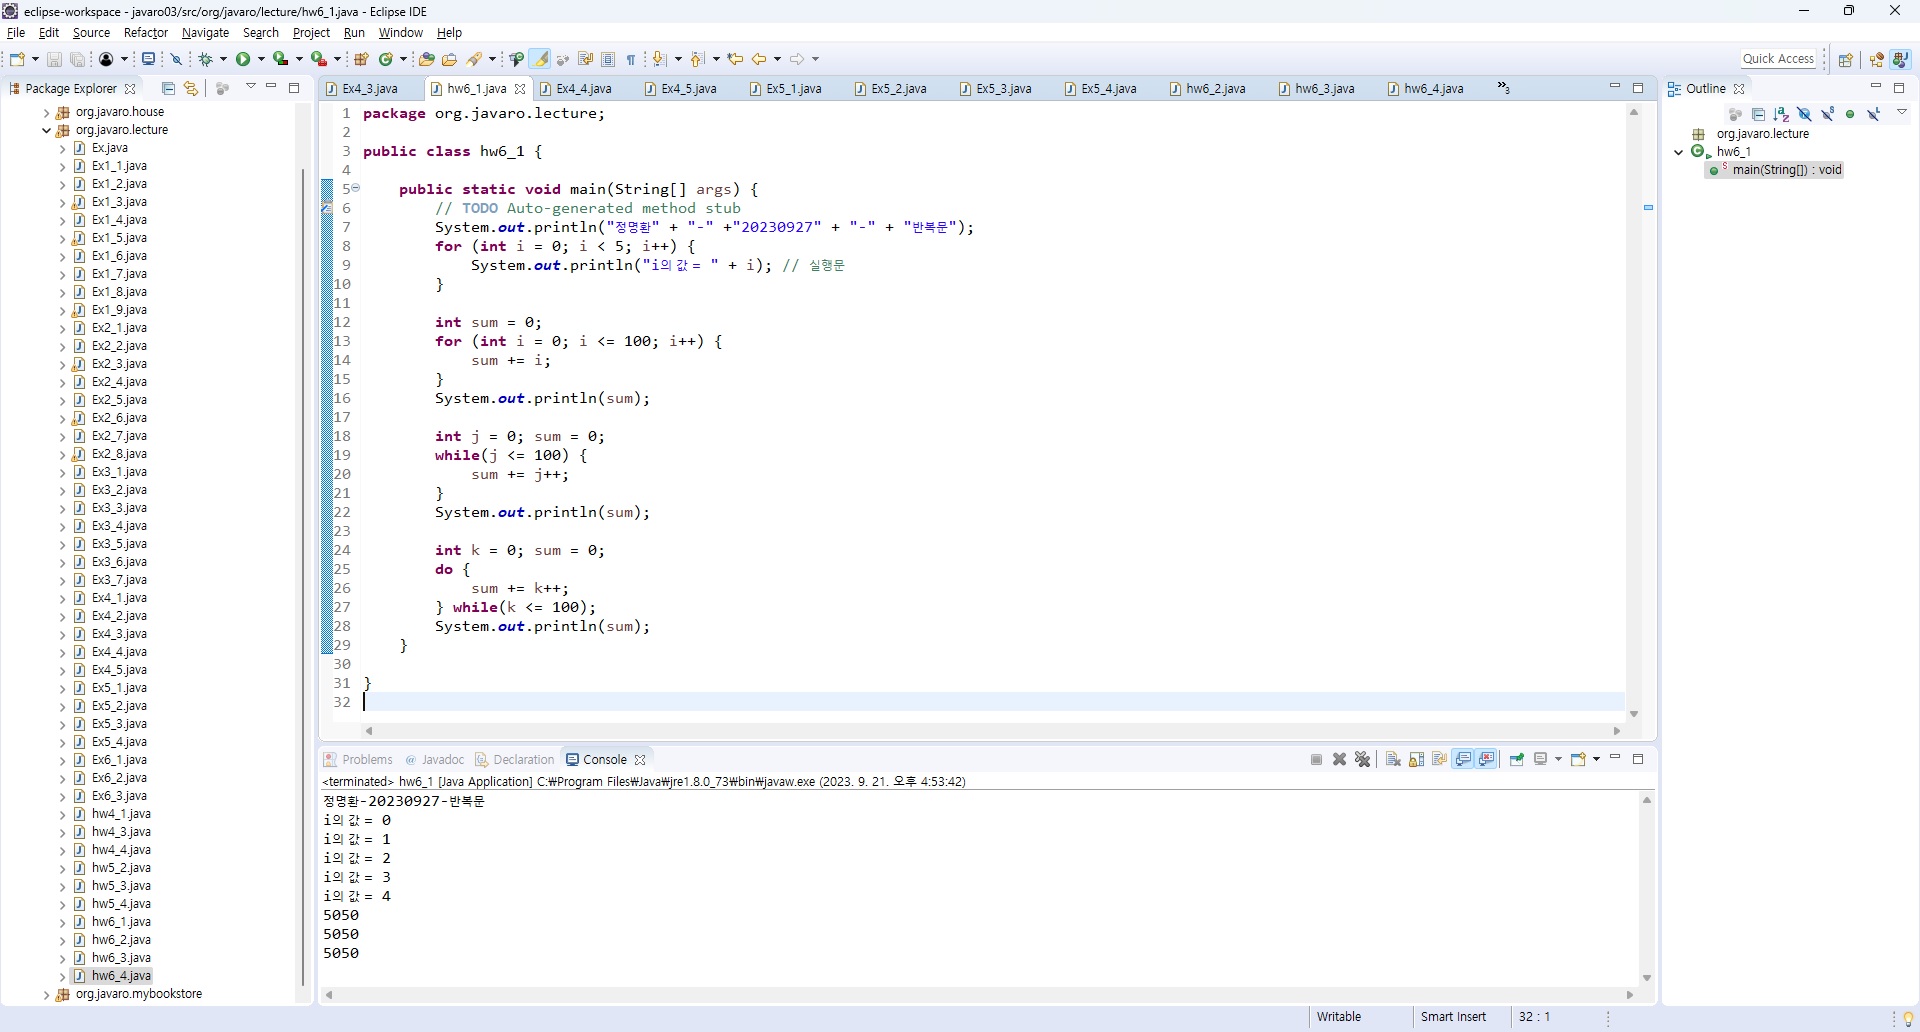 eclipse-workspace - javaro03/src/org/javaro/lecture/hw6_1.java - Eclipse IDE
File Edit Source Refactor Navigate Search Project Run Window Help
Quick Access
Package Explorer
org.javaro.house
org.javaro.lecture
Ex.java
Ex1_1.java
Ex1_2.java
Ex1_3.java
Ex1_4.java
Ex1_5.java
Ex1_6.java
Ex1_7.java
Ex1_8.java
Ex1_9.java
Ex2_1.java
Ex2_2.java
Ex2_3.java
Ex2_4.java
Ex2_5.java
Ex2_6.java
Ex2_7.java
Ex2_8.java
Ex3_1.java
Ex3_2.java
Ex3_3.java
Ex3_4.java
Ex3_5.java
Ex3_6.java
Ex3_7.java
Ex4_1.java
Ex4_2.java
Ex4_3.java
Ex4_4.java
Ex4_5.java
Ex5_1.java
Ex5_2.java
Ex5_3.java
Ex5_4.java
Ex6_1.java
Ex6_2.java
Ex6_3.java
hw4_1.java
hw4_3.java
hw4_4.java
hw5_2.java
hw5_3.java
hw5_4.java
hw6_1.java
hw6_2.java
hw6_3.java
hw6_4.java
org.javaro.mybookstore
Ex4_3.java hw6_1.java Ex4_4.java Ex4_5.java Ex5_1.java Ex5_2.java Ex5_3.java Ex5_4.java hw6_2.java hw6_3.java hw6_4.java »3
1 package org.javaro.lecture;
2
3 public class hw6_1 {
4
5 public static void main(String[] args) {
6 // TODO Auto-generated method stub
7 System.out.println("정명환" + "-" +"20230927" + "-" + "반복문");
8 for (int i = 0; i < 5; i++) {
9 System.out.println("i의 값 = " + i); // 실행문
10 }
11
12 int sum = 0;
13 for (int i = 0; i <= 100; i++) {
14 sum += i;
15 }
16 System.out.println(sum);
17
18 int j = 0; sum = 0;
19 while(j <= 100) {
20 sum += j++;
21 }
22 System.out.println(sum);
23
24 int k = 0; sum = 0;
25 do {
26 sum += k++;
27 } while(k <= 100);
28 System.out.println(sum);
29 }
30
31 }
32
Problems Javadoc Declaration Console
<terminated> hw6_1 [Java Application] C:₩Program Files₩Java₩jre1.8.0_73₩bin₩javaw.exe (2023. 9. 21. 오후 4:53:42)
정명환-20230927-반복문
i의 값 = 0
i의 값 = 1
i의 값 = 2
i의 값 = 3
i의 값 = 4
5050
5050
5050
Outline
org.javaro.lecture
hw6_1
main(String[]) : void
Writable Smart Insert 32 : 1